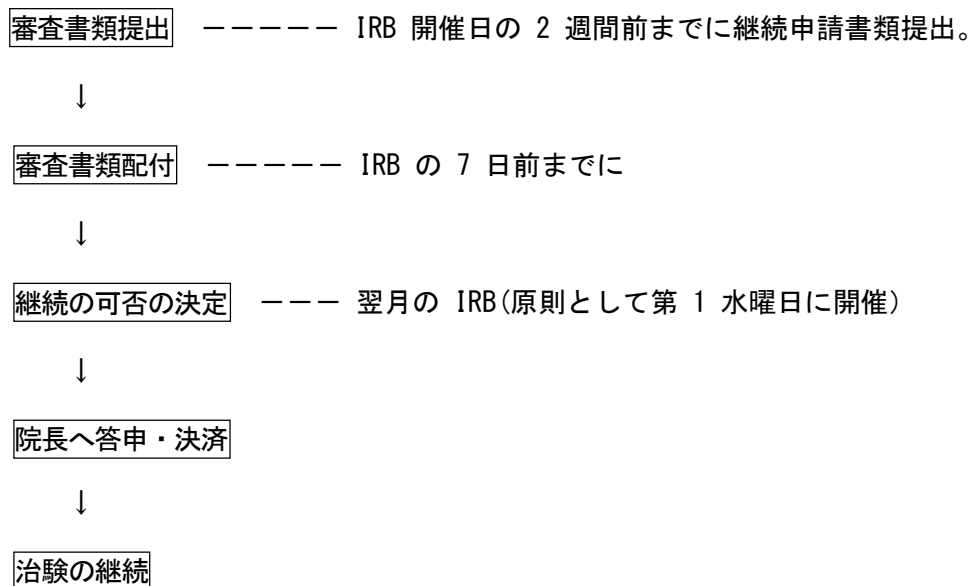 審査書類提出 ----- IRB 開催日の 2 週間前までに継続申請書類提出。
↓
審査書類配付 ----- IRB の 7 日前までに
↓
継続の可否の決定 --- 翌月の IRB(原則として第 1 水曜日に開催)
↓
院長へ答申・決済
↓
治験の継続